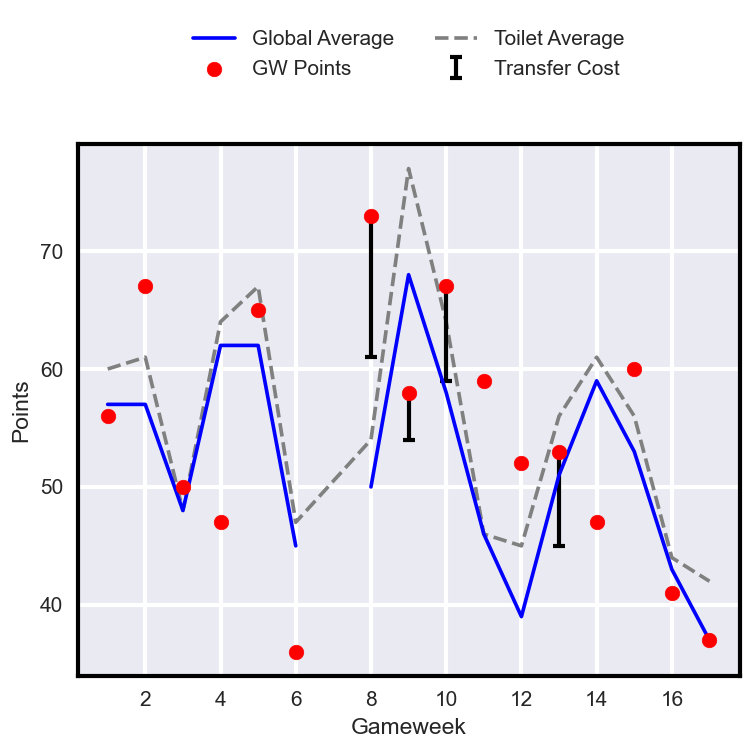 Global Average
Toilet Average
GW Points
Transfer Cost
70
60
50
40
Points
2 4 6 8 10 12 14 16
Gameweek